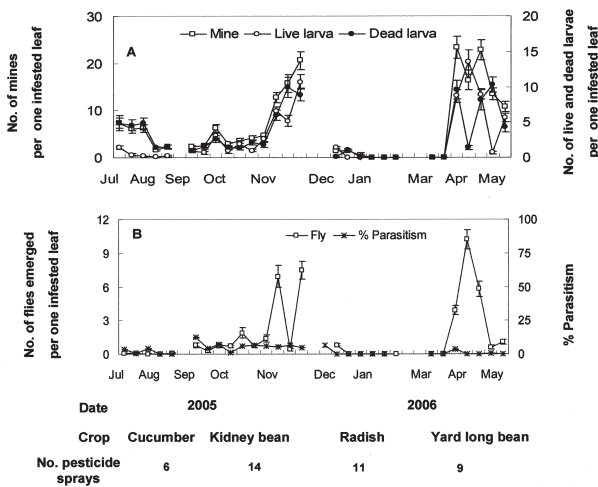 A
Mine Live larva Dead larva
No. of mines
per one infested leaf
30
20
10
0
20
15
10
5
0
No. of live and dead larvae
per one infested leaf
Jul Aug Sep Oct Nov Dec Jan Mar Apr May
B
Fly % Parasitism
No. of flies emerged
per one infested leaf
12
9
6
3
0
100
75
50
25
0
% Parasitism
Jul Aug Sep Oct Nov Dec Jan Mar Apr May
Date 2005 2006
Crop Cucumber Kidney bean Radish Yard long bean
No. pesticide
sprays 6 14 11 9